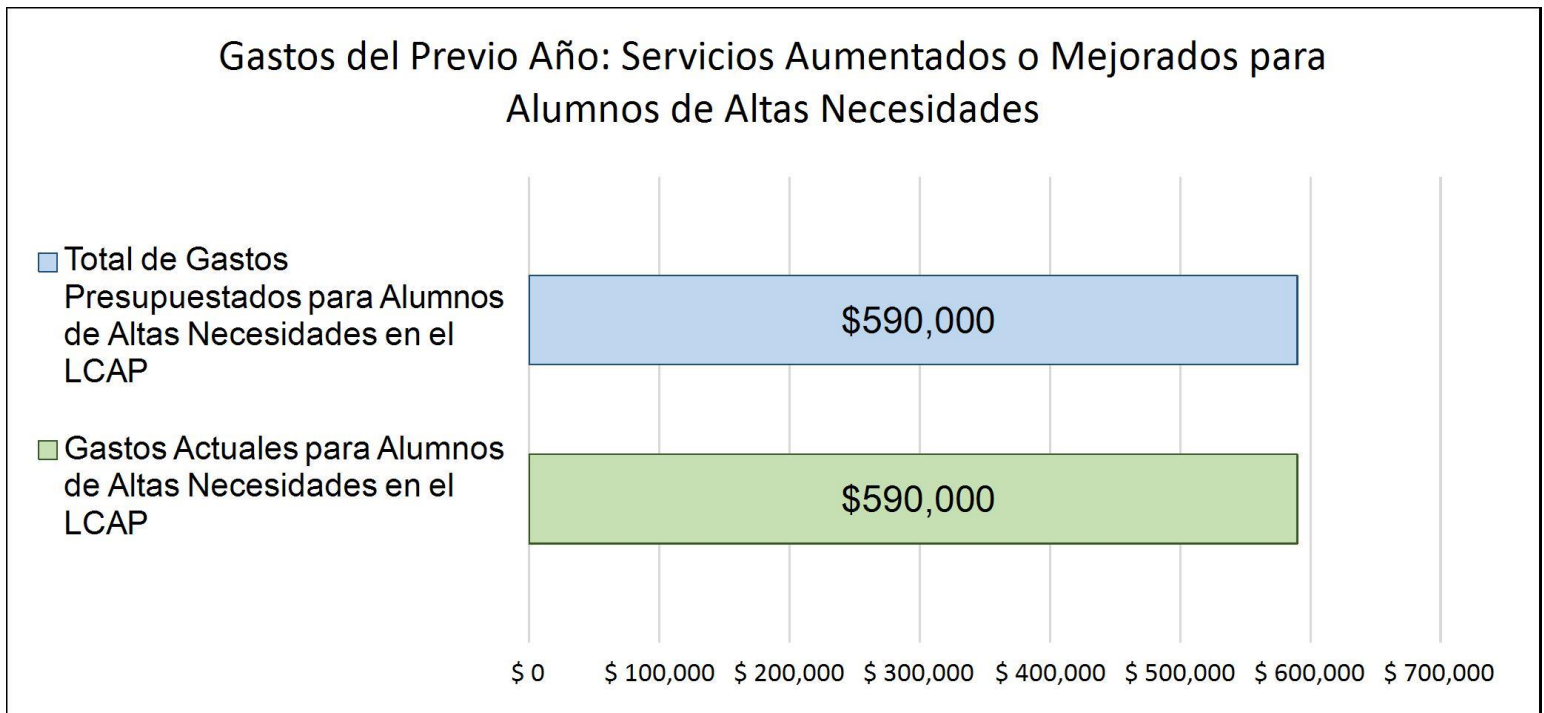 Gastos del Previo Año: Servicios Aumentados o Mejorados para
Alumnos de Altas Necesidades
Total de Gastos
Presupuestados para Alumnos
de Altas Necesidades en el
LCAP
$590,000
Gastos Actuales para Alumnos
de Altas Necesidades en el
LCAP
$590,000
$ 0 $ 100,000 $ 200,000 $ 300,000 $ 400,000 $ 500,000 $ 600,000 $ 700,000